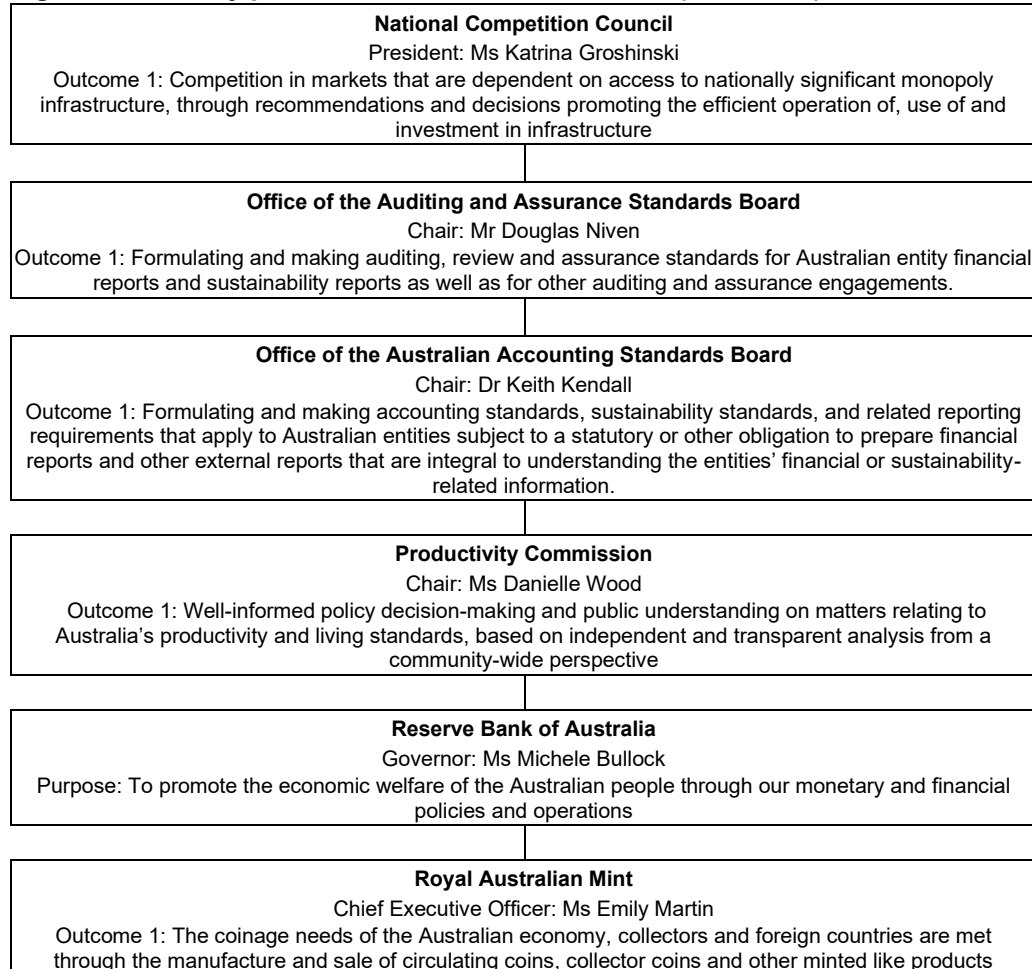 National Competition Council
President: Ms Katrina Groshinski
Outcome 1: Competition in markets that are dependent on access to nationally significant monopoly
infrastructure, through recommendations and decisions promoting the efficient operation of, use of and
investment in infrastructure
Office of the Auditing and Assurance Standards Board
Chair: Mr Douglas Niven
Outcome 1: Formulating and making auditing, review and assurance standards for Australian entity financial
reports and sustainability reports as well as for other auditing and assurance engagements.
Office of the Australian Accounting Standards Board
Chair: Dr Keith Kendall
Outcome 1: Formulating and making accounting standards, sustainability standards, and related reporting
requirements that apply to Australian entities subject to a statutory or other obligation to prepare financial
reports and other external reports that are integral to understanding the entities’ financial or sustainability-
related information.
Productivity Commission
Chair: Ms Danielle Wood
Outcome 1: Well-informed policy decision-making and public understanding on matters relating to
Australia’s productivity and living standards, based on independent and transparent analysis from a
community-wide perspective
Reserve Bank of Australia
Governor: Ms Michele Bullock
Purpose: To promote the economic welfare of the Australian people through our monetary and financial
policies and operations
Royal Australian Mint
Chief Executive Officer: Ms Emily Martin
Outcome 1: The coinage needs of the Australian economy, collectors and foreign countries are met
through the manufacture and sale of circulating coins, collector coins and other minted like products